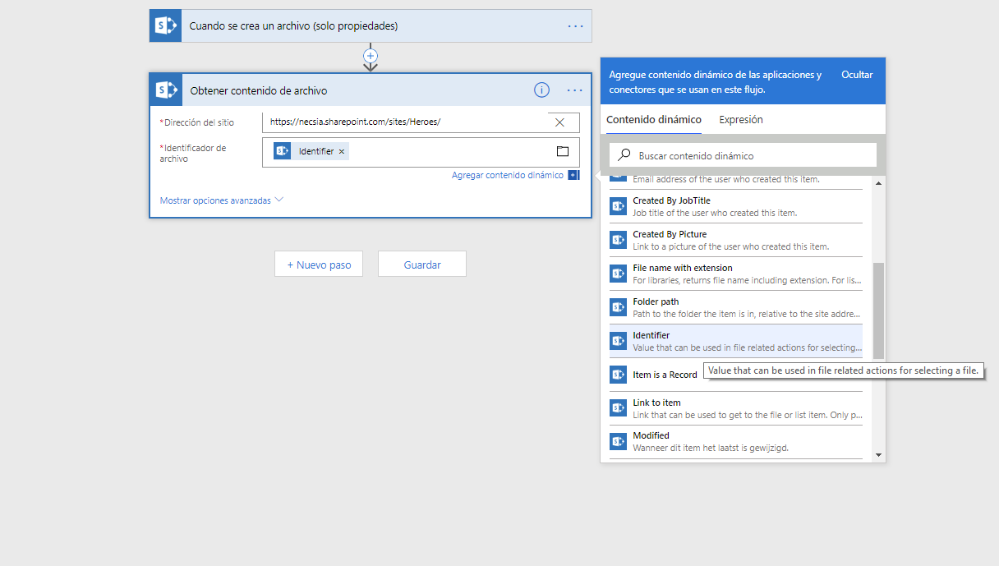 Cuando se crea un archivo (solo propiedades)
Obtener contenido de archivo
*Dirección del sitio
https://necsia.sharepoint.com/sites/Heroes/
*Identificador de
archivo
Identifier
Agregar contenido dinámico
Mostrar opciones avanzadas
+ Nuevo paso
Guardar
Agregue contenido dinámico de las aplicaciones y
conectores que se usan en este flujo.
Ocultar
Contenido dinámico
Expresión
Buscar contenido dinámico
Email address of the user who created this item.
Created By JobTitle
Job title of the user who created this item.
Created By Picture
Link to a picture of the user who created this item.
File name with extension
For libraries, returns file name including extension. For lis...
Folder path
Path to the folder the item is in, relative to the site addre...
Identifier
Value that can be used in file related actions for selecting...
Item is a Record
Value that can be used in file related actions for selecting a file.
Link to item
Link that can be used to get to the file or list item. Only p...
Modified
Wanneer dit item het laatst is gewijzigd.